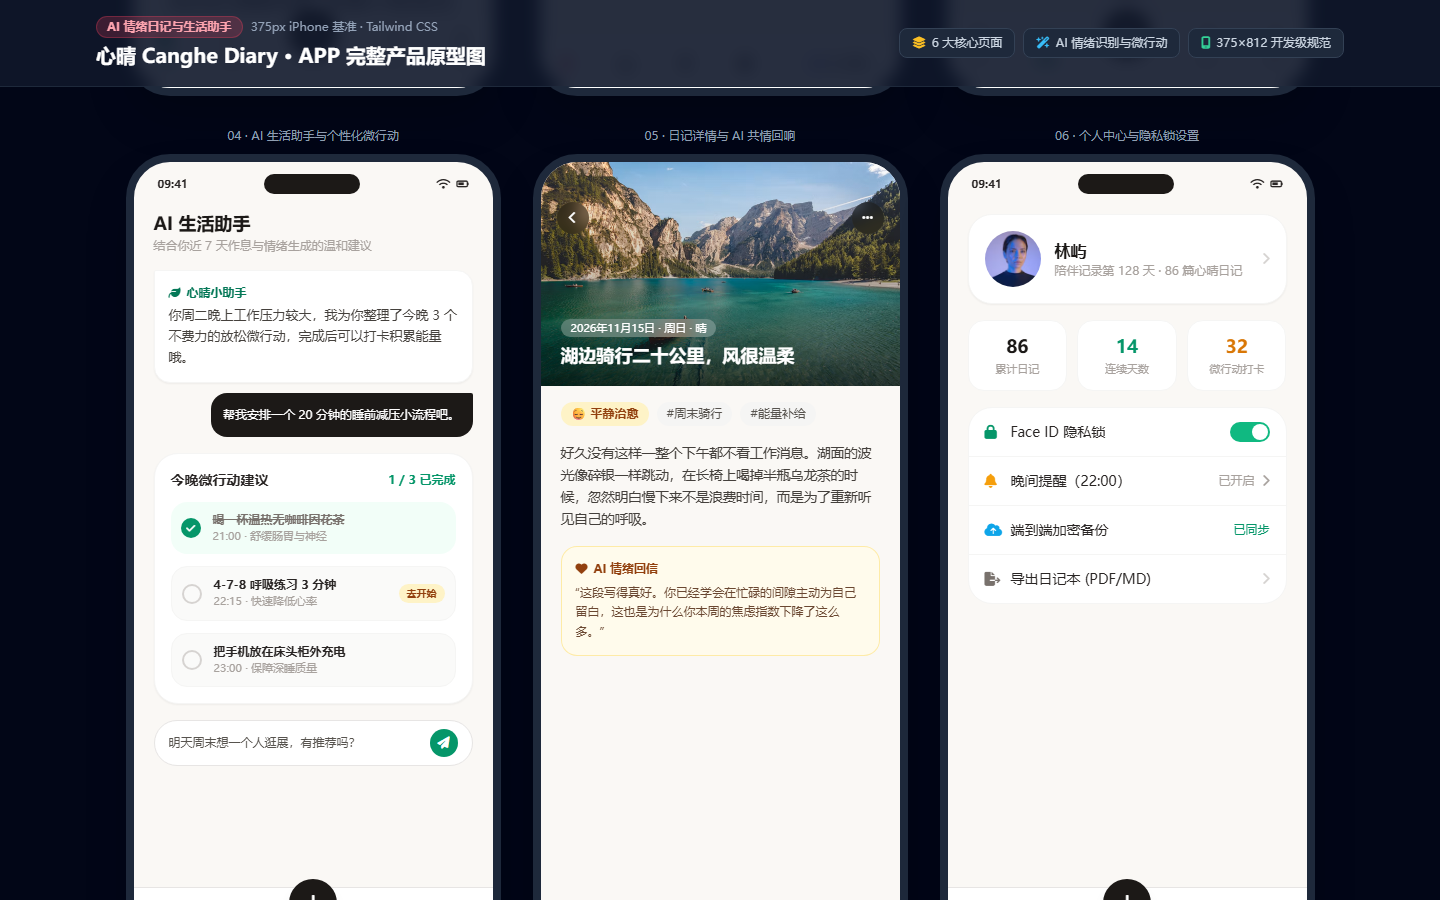 AI 情绪日记与生活助手 375px iPhone 基准 · Tailwind CSS
心晴 Canghe Diary • APP 完整产品原型图
6 大核心页面
AI 情绪识别与微行动
375×812 开发级规范
04 · AI 生活助手与个性化微行动
09:41
AI 生活助手
结合你近 7 天作息与情绪生成的温和建议
心晴小助手
你周二晚上工作压力较大，我为你整理了今晚 3 个
不费力的放松微行动，完成后可以打卡积累能量
哦。
帮我安排一个 20 分钟的睡前减压小流程吧。
今晚微行动建议
1 / 3 已完成
喝一杯温热无咖啡因花茶
21:00 · 舒缓肠胃与神经
4-7-8 呼吸练习 3 分钟
22:15 · 快速降低心率
去开始
把手机放在床头柜外充电
23:00 · 保障深睡质量
明天周末想一个人逛展，有推荐吗？
05 · 日记详情与 AI 共情回响
2026年11月15日 · 周日 · 晴
湖边骑行二十公里，风很温柔
平静治愈
#周末骑行
#能量补给
好久没有这样一整个下午都不看工作消息。湖面的波
光像碎银一样跳动，在长椅上喝掉半瓶乌龙茶的时
候，忽然明白慢下来不是浪费时间，而是为了重新听
见自己的呼吸。
AI 情绪回信
“这段写得真好。你已经学会在忙碌的间隙主动为自己
留白，这也是为什么你本周的焦虑指数下降了这么
多。”
06 · 个人中心与隐私锁设置
09:41
林屿
陪伴记录第 128 天 · 86 篇心晴日记
86
累计日记
14
连续天数
32
微行动打卡
Face ID 隐私锁
晚间提醒（22:00）
已开启
端到端加密备份
已同步
导出日记本 (PDF/MD)